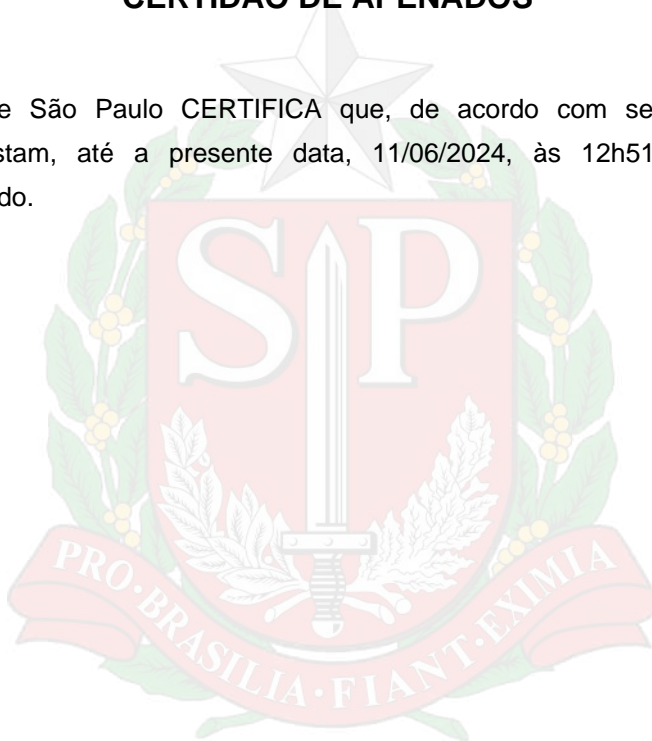 CERTIDÃO DE APENADOS
e São Paulo CERTIFICA que, de acordo com se
stam, até a presente data, 11/06/2024, às 12h51
do.
SP
PRO·BRASILIA·FIANT·EXIMIA